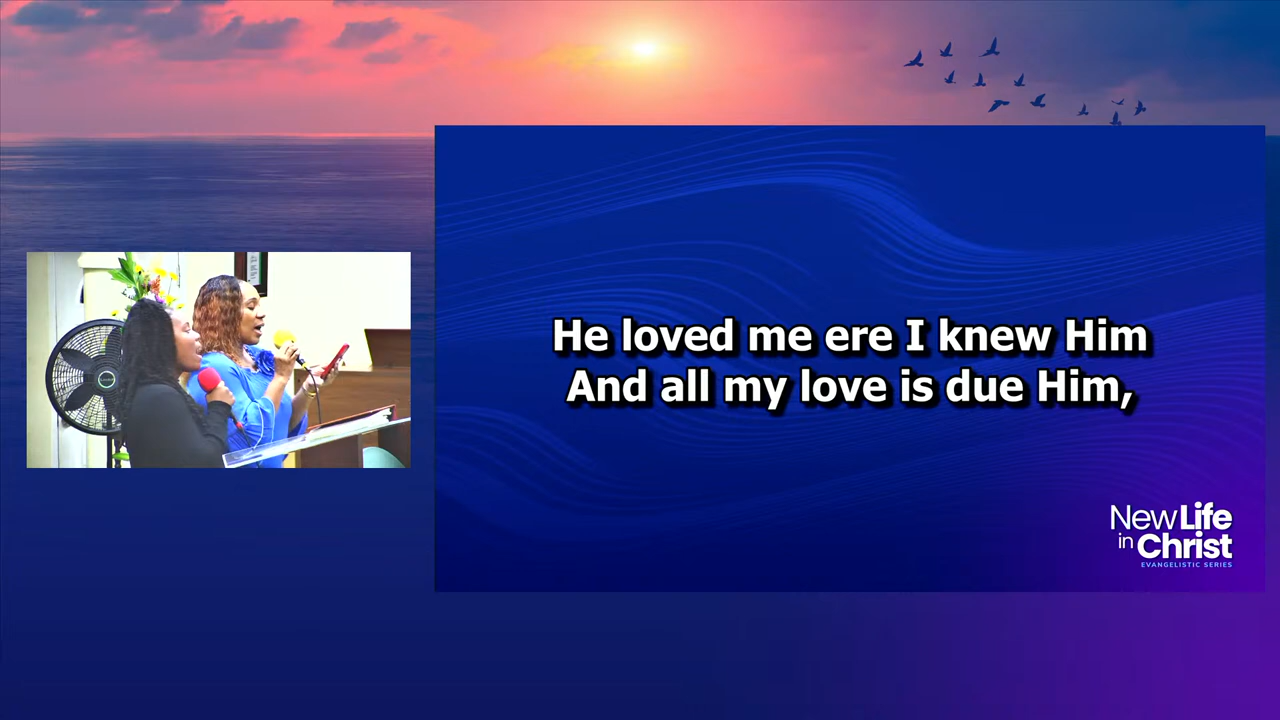 He loved me ere I knew Him
And all my love is due Him,
New Life
in Christ
EVANGELISTIC SERIES